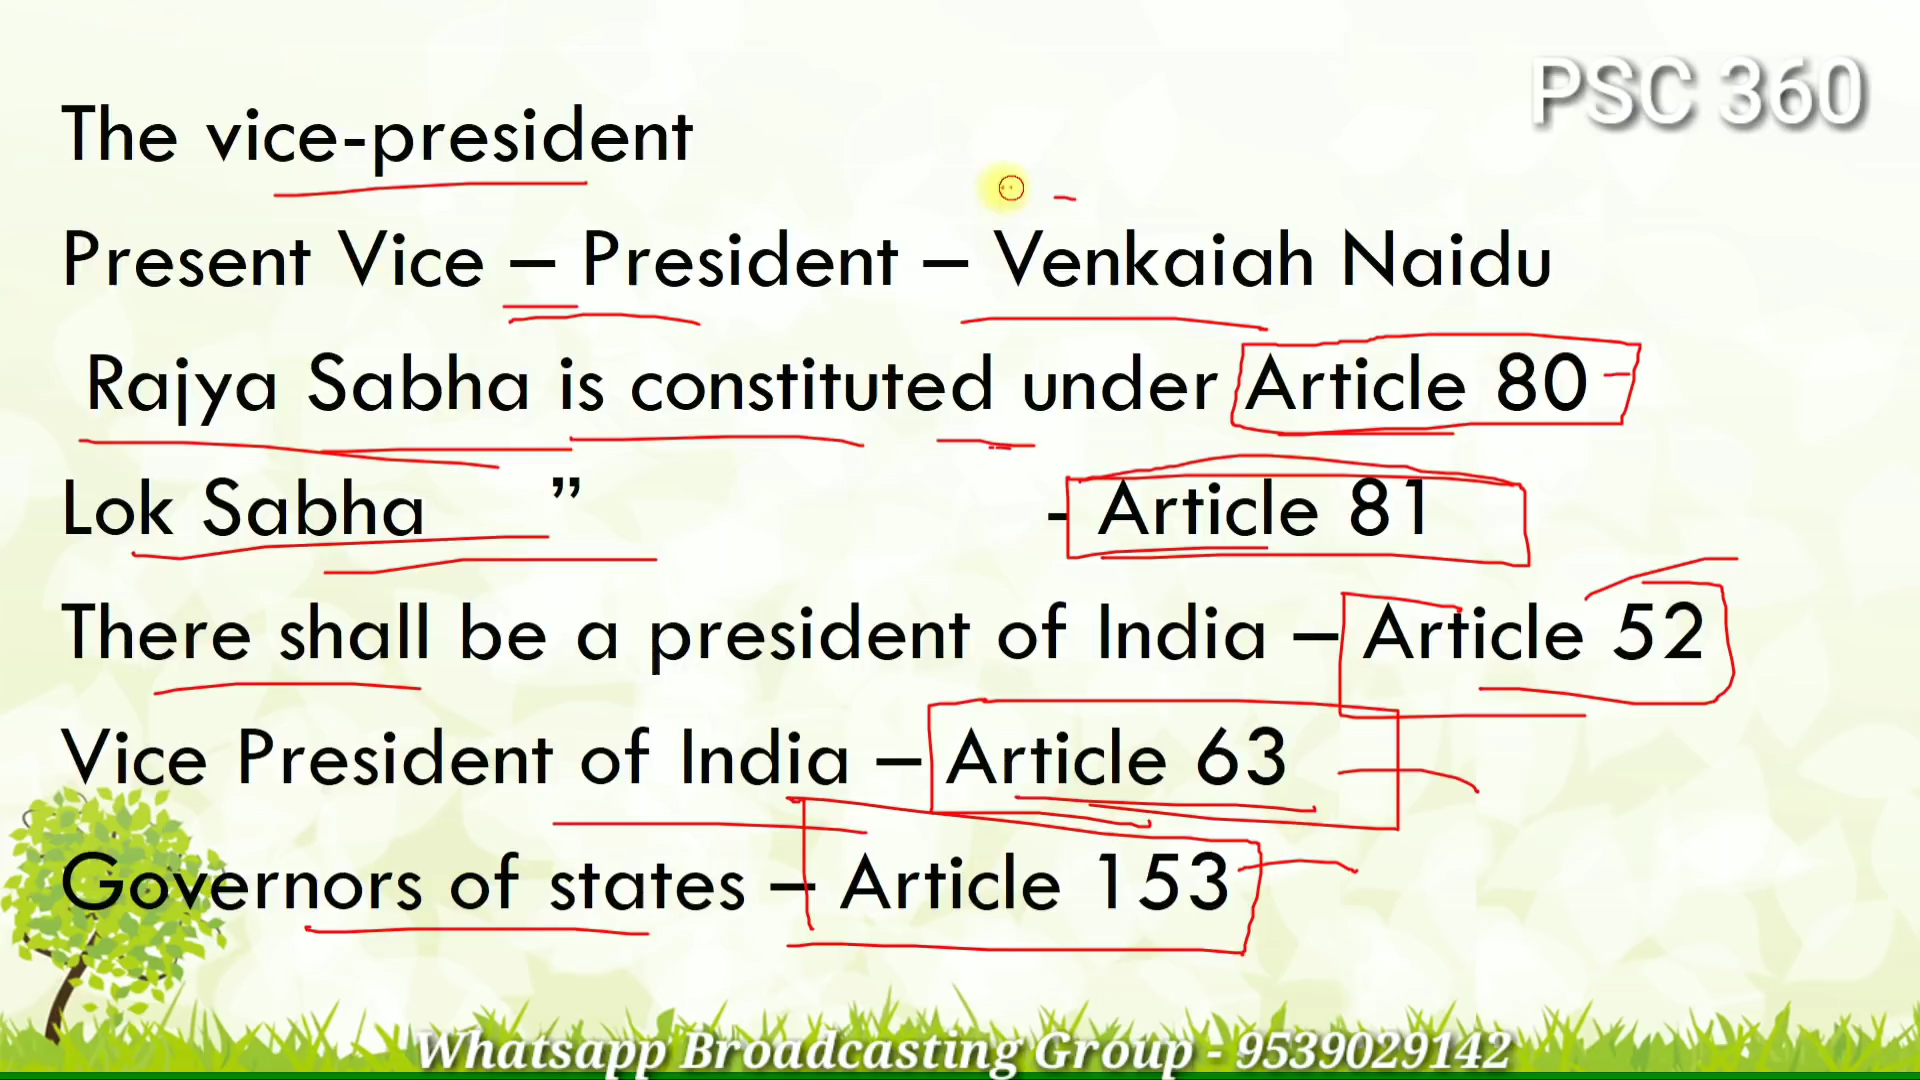 PSC 360
The vice-president
Present Vice – President – Venkaiah Naidu
Rajya Sabha is constituted under Article 80
Lok Sabha ” - Article 81
There shall be a president of India – Article 52
Vice President of India – Article 63
Governors of states – Article 153
Whatsapp Broadcasting Group - 9539029142